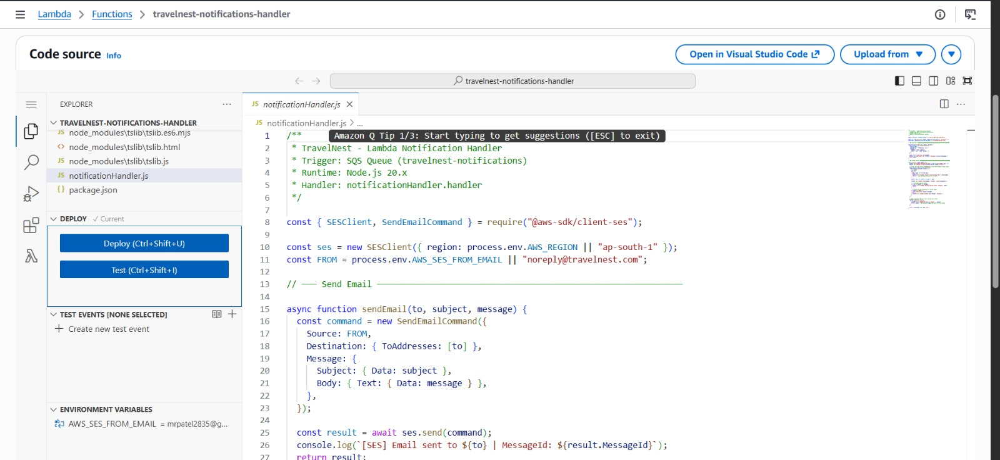 Lambda > Functions > travelnest-notifications-handler
Code source Info
Open in Visual Studio Code
Upload from
travelnest-notifications-handler
EXPLORER
TRAVELNEST-NOTIFICATIONS-HANDLER
JS node_modules\tslib\tslib.es6.mjs
<> node_modules\tslib\tslib.html
JS node_modules\tslib\tslib.js
JS notificationHandler.js
{} package.json
DEPLOY ✓ Current
Deploy (Ctrl+Shift+U)
Test (Ctrl+Shift+I)
TEST EVENTS [NONE SELECTED]
Create new test event
ENVIRONMENT VARIABLES
AWS_SES_FROM_EMAIL = mrpatel2835@g...
JS notificationHandler.js
JS notificationHandler.js > ...
Amazon Q Tip 1/3: Start typing to get suggestions ([ESC] to exit)
1 /**
2 * TravelNest - Lambda Notification Handler
3 * Trigger: SQS Queue (travelnest-notifications)
4 * Runtime: Node.js 20.x
5 * Handler: notificationHandler.handler
6 */
7
8 const { SESClient, SendEmailCommand } = require("@aws-sdk/client-ses");
9
10 const ses = new SESClient({ region: process.env.AWS_REGION || "ap-south-1" });
11 const FROM = process.env.AWS_SES_FROM_EMAIL || "noreply@travelnest.com";
12
13 // ── Send Email ──────────────────────────────
14
15 async function sendEmail(to, subject, message) {
16 const command = new SendEmailCommand({
17 Source: FROM,
18 Destination: { ToAddresses: [to] },
19 Message: {
20 Subject: { Data: subject },
21 Body: { Text: { Data: message } },
22 },
23 });
24
25 const result = await ses.send(command);
26 console.log(`[SES] Email sent to ${to} | MessageId: ${result.MessageId}`);
27 return result;